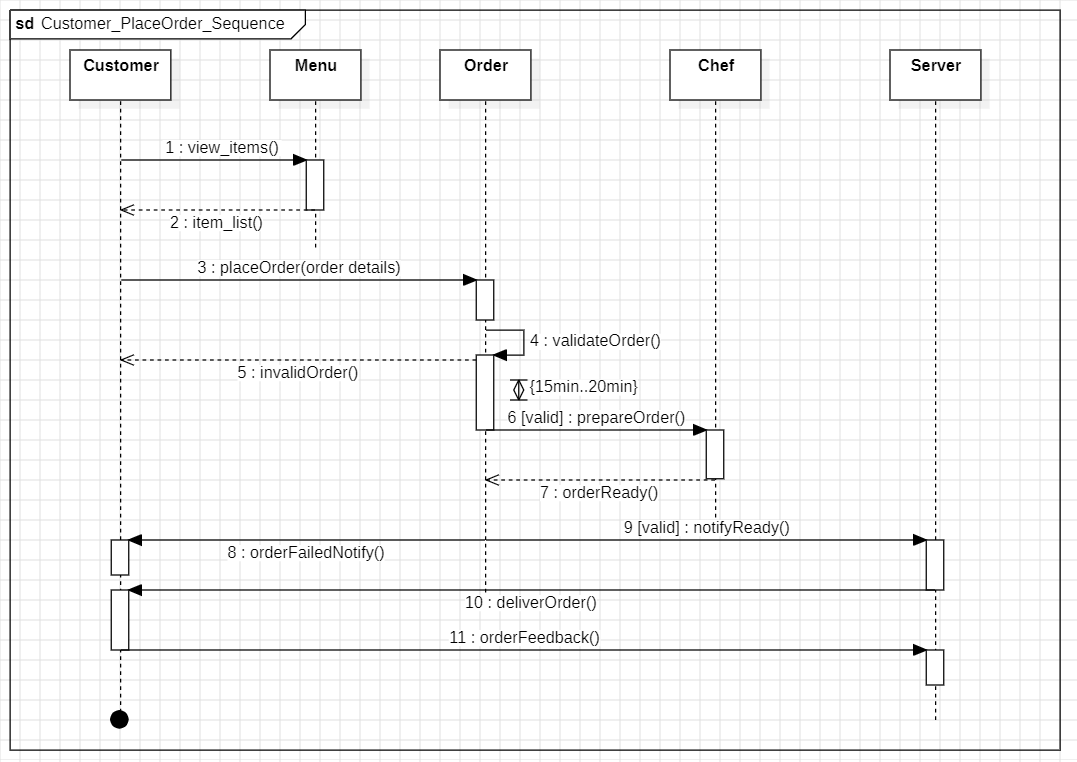 sd Customer_PlaceOrder_Sequence
Customer
Menu
Order
Chef
Server
1 : view_items()
2 : item_list()
3 : placeOrder(order details)
4 : validateOrder()
5 : invalidOrder()
{15min..20min}
6 [valid] : prepareOrder()
7 : orderReady()
9 [valid] : notifyReady()
8 : orderFailedNotify()
10 : deliverOrder()
11 : orderFeedback()